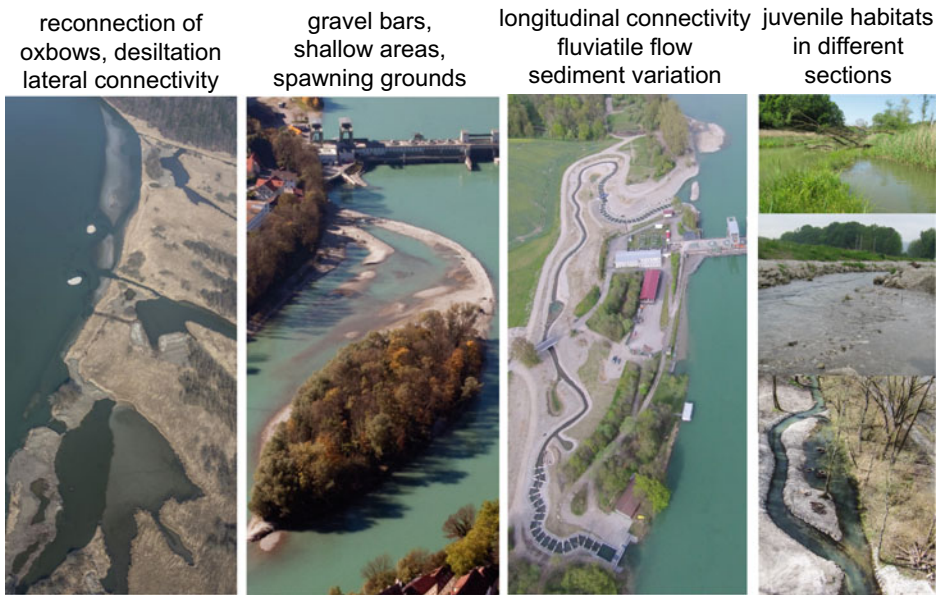 reconnection of
oxbows, desiltation
lateral connectivity
gravel bars,
shallow areas,
spawning grounds
longitudinal connectivity
fluviatile flow
sediment variation
juvenile habitats
in different
sections